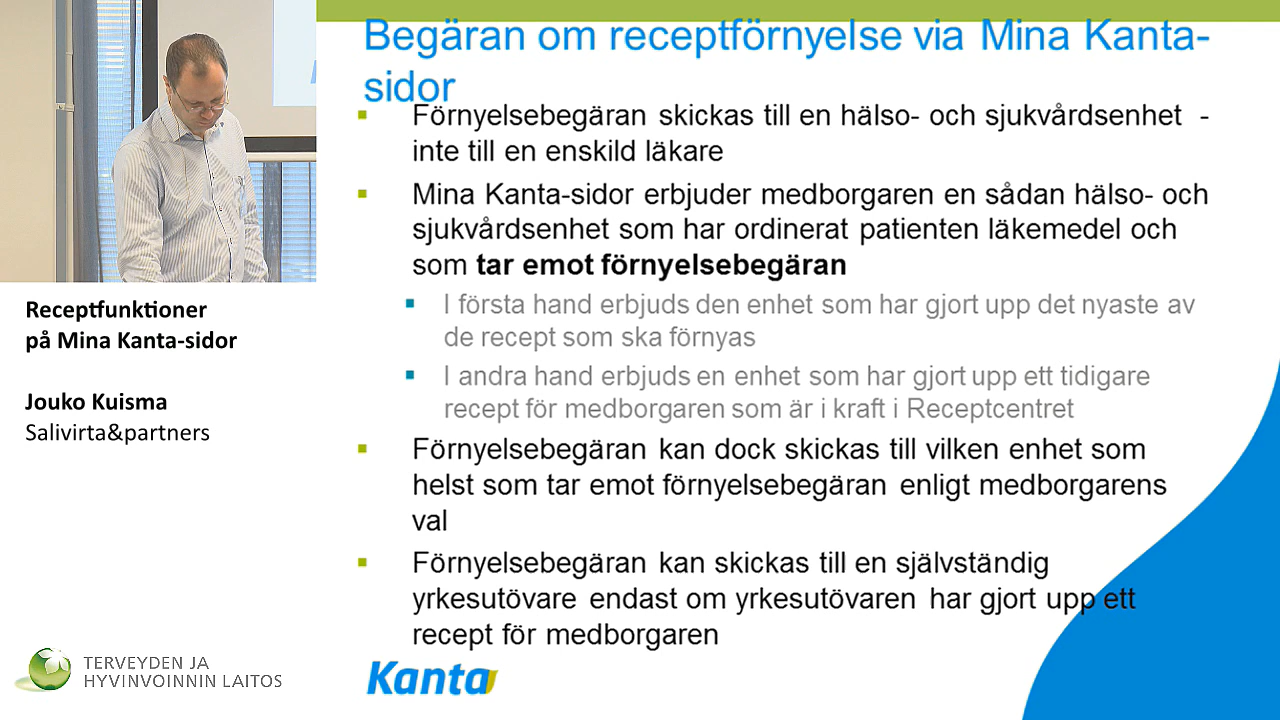 Begäran om receptförnyelse via Mina Kanta-
sidor
Förnyelsebegäran skickas till en hälso- och sjukvårdsenhet -
inte till en enskild läkare
Mina Kanta-sidor erbjuder medborgaren en sådan hälso- och
sjukvårdsenhet som har ordinerat patienten läkemedel och
som tar emot förnyelsebegäran
I första hand erbjuds den enhet som har gjort upp det nyaste av
de recept som ska förnyas
I andra hand erbjuds en enhet som har gjort upp ett tidigare
recept för medborgaren som är i kraft i Receptcentret
Förnyelsebegäran kan dock skickas till vilken enhet som
helst som tar emot förnyelsebegäran enligt medborgarens
val
Förnyelsebegäran kan skickas till en självständig
yrkesutövare endast om yrkesutövaren har gjort upp ett
recept för medborgaren
Kanta
Receptfunktioner
på Mina Kanta-sidor
Jouko Kuisma
Salivirta&partners
TERVEYDEN JA
HYVINVOINNIN LAITOS